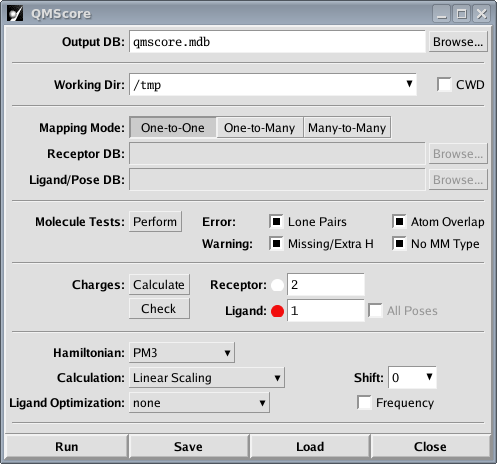 QMScore
Output DB: qmscore.mdb Browse...
Working Dir: /tmp CWD
Mapping Mode: One-to-One One-to-Many Many-to-Many
Receptor DB: Browse...
Ligand/Pose DB: Browse...
Molecule Tests: Perform Error: Lone Pairs Atom Overlap
Warning: Missing/Extra H No MM Type
Charges: Calculate Receptor: 2
Check Ligand: 1 All Poses
Hamiltonian: PM3
Calculation: Linear Scaling Shift: 0
Ligand Optimization: none Frequency
Run Save Load Close